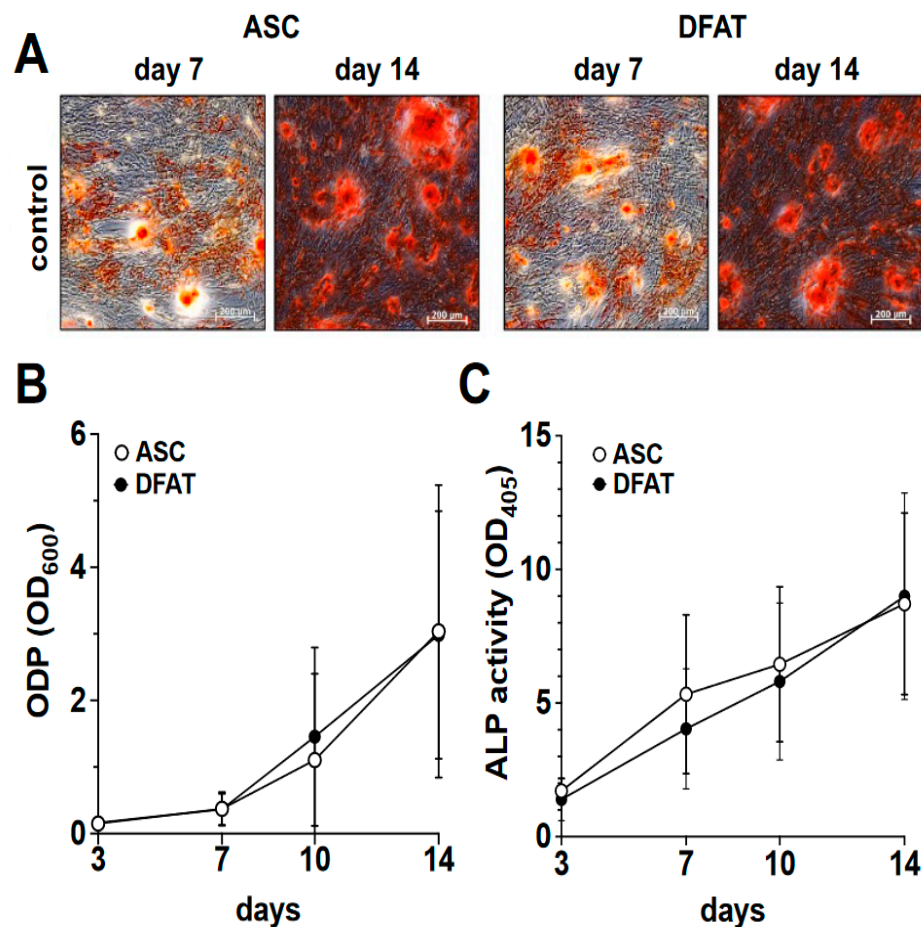 ASC DFAT
A day 7 day 14 day 7 day 14
control
200 µm 200 µm 200 µm 200 µm
B
6
4
2
0
ODP (OD600)
ASC
DFAT
3 7 10 14
days
C
15
10
5
0
ALP activity (OD405)
ASC
DFAT
3 7 10 14
days